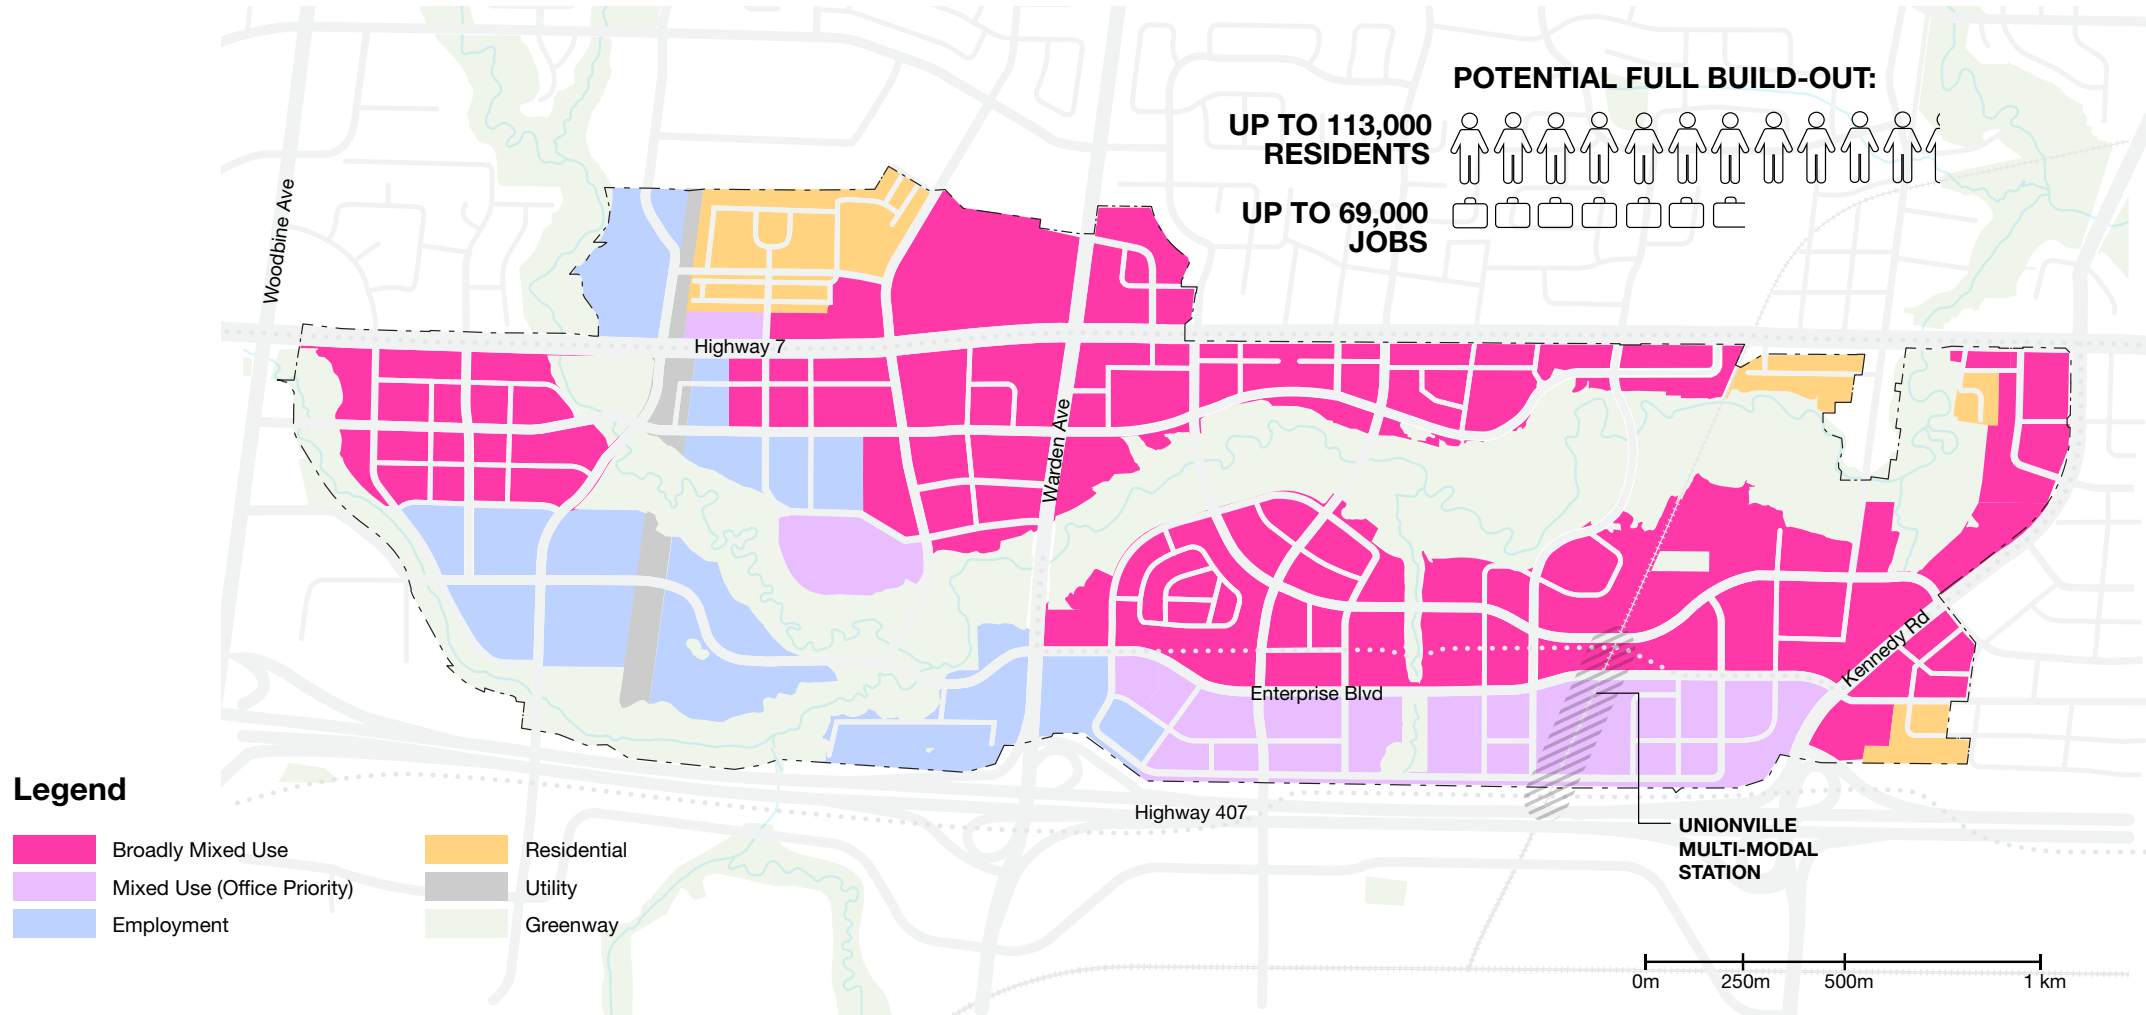 POTENTIAL FULL BUILD-OUT:
UP TO 113,000
RESIDENTS
UP TO 69,000
JOBS
Woodbine Ave
Highway 7
Warden Ave
Kennedy Rd
Enterprise Blvd
Highway 407
UNIONVILLE
MULTI-MODAL
STATION
Legend
Broadly Mixed Use
Mixed Use (Office Priority)
Employment
Residential
Utility
Greenway
0m
250m
500m
1 km